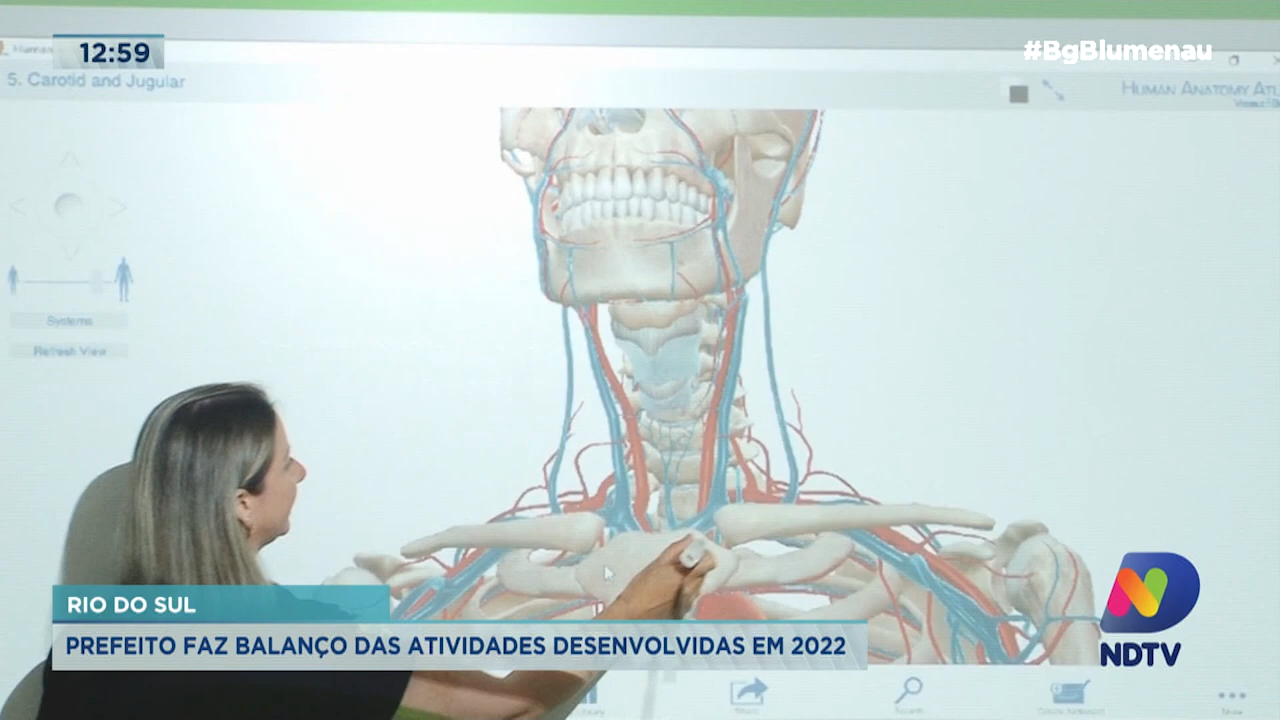 12:59
#BgBlumenau
5. Carotid and Jugular
HUMAN ANATOMY ATL
Systems
Refresh View
RIO DO SUL
PREFEITO FAZ BALANÇO DAS ATIVIDADES DESENVOLVIDAS EM 2022
NDTV